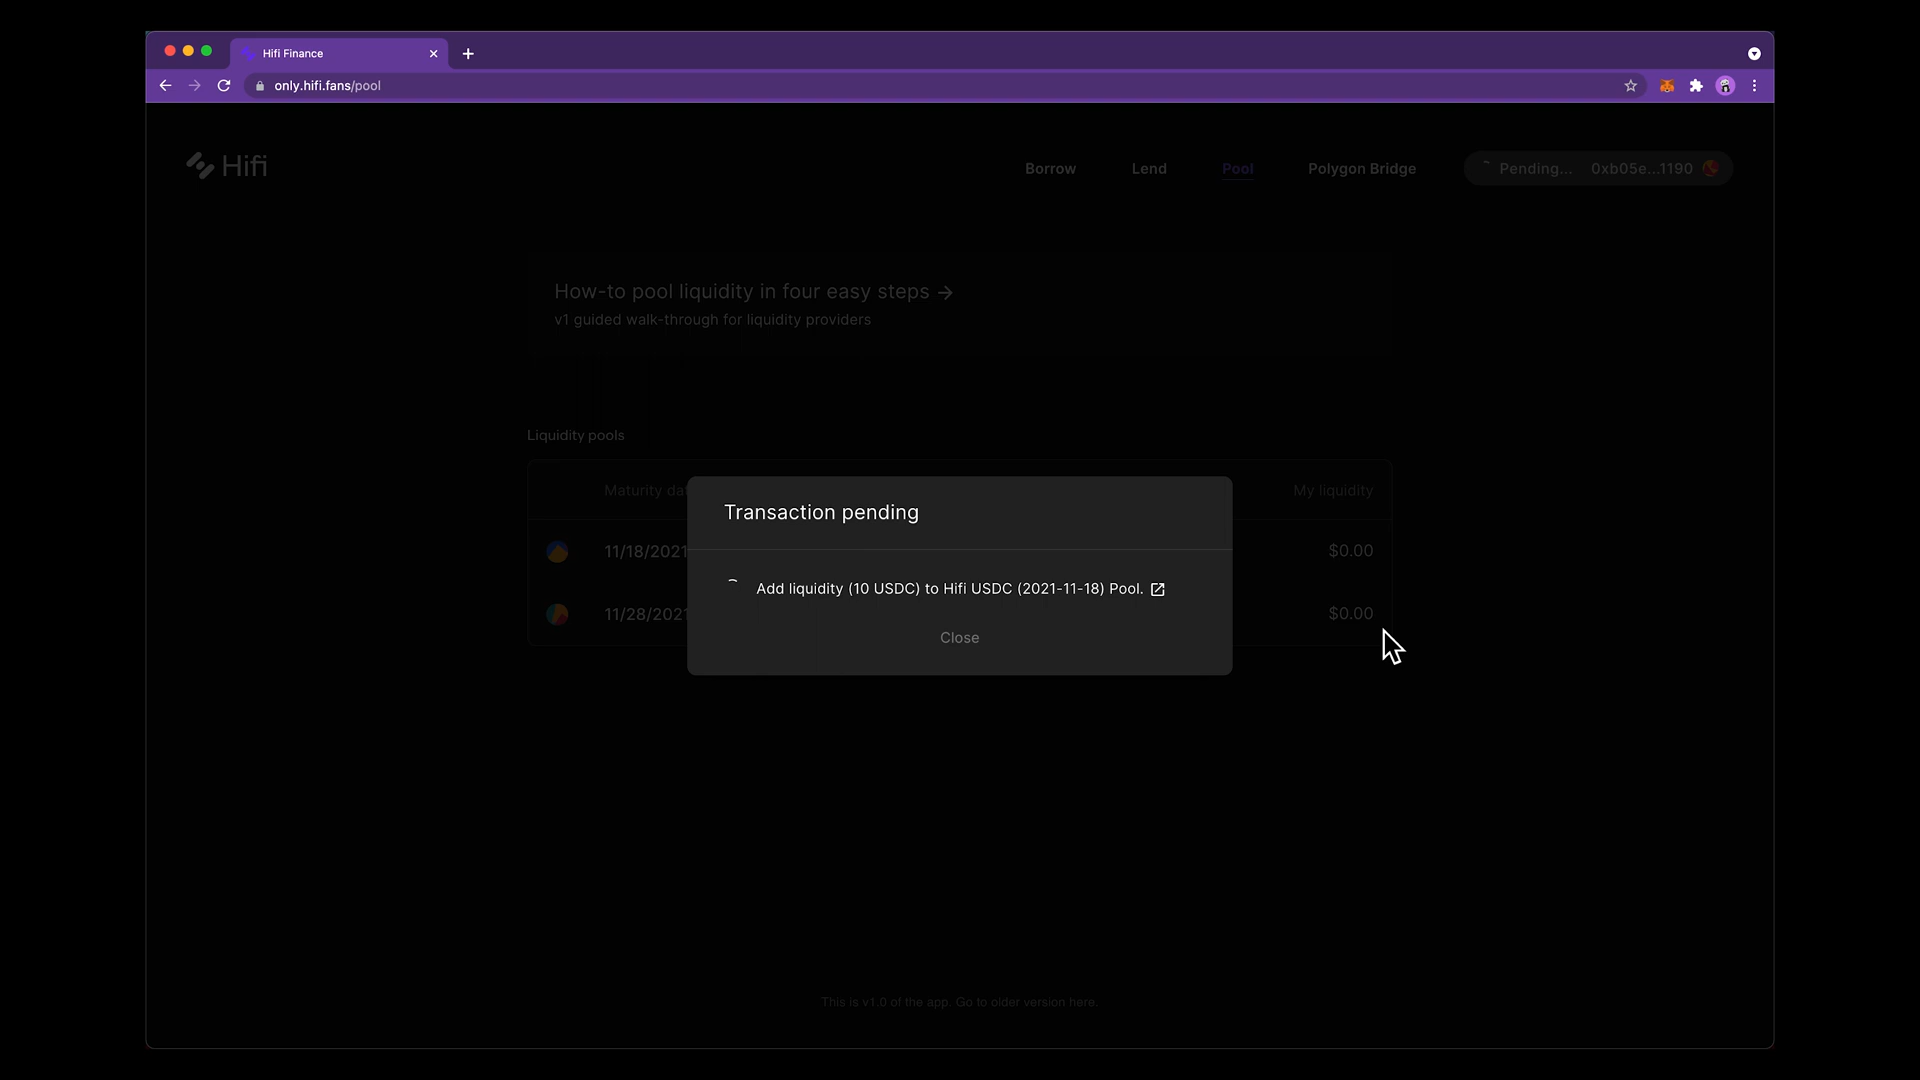 Hifi Finance
only.hifi.fans/pool
Hifi
Borrow
Lend
Pool
Polygon Bridge
Pending...
0xb05e...1190
How-to pool liquidity in four easy steps →
v1 guided walk-through for liquidity providers
Liquidity pools
Maturity dat
My liquidity
11/18/2021
$0.00
11/28/2021
$0.00
Transaction pending
Add liquidity (10 USDC) to Hifi USDC (2021-11-18) Pool.
Close
This is v1.0 of the app. Go to older version here.